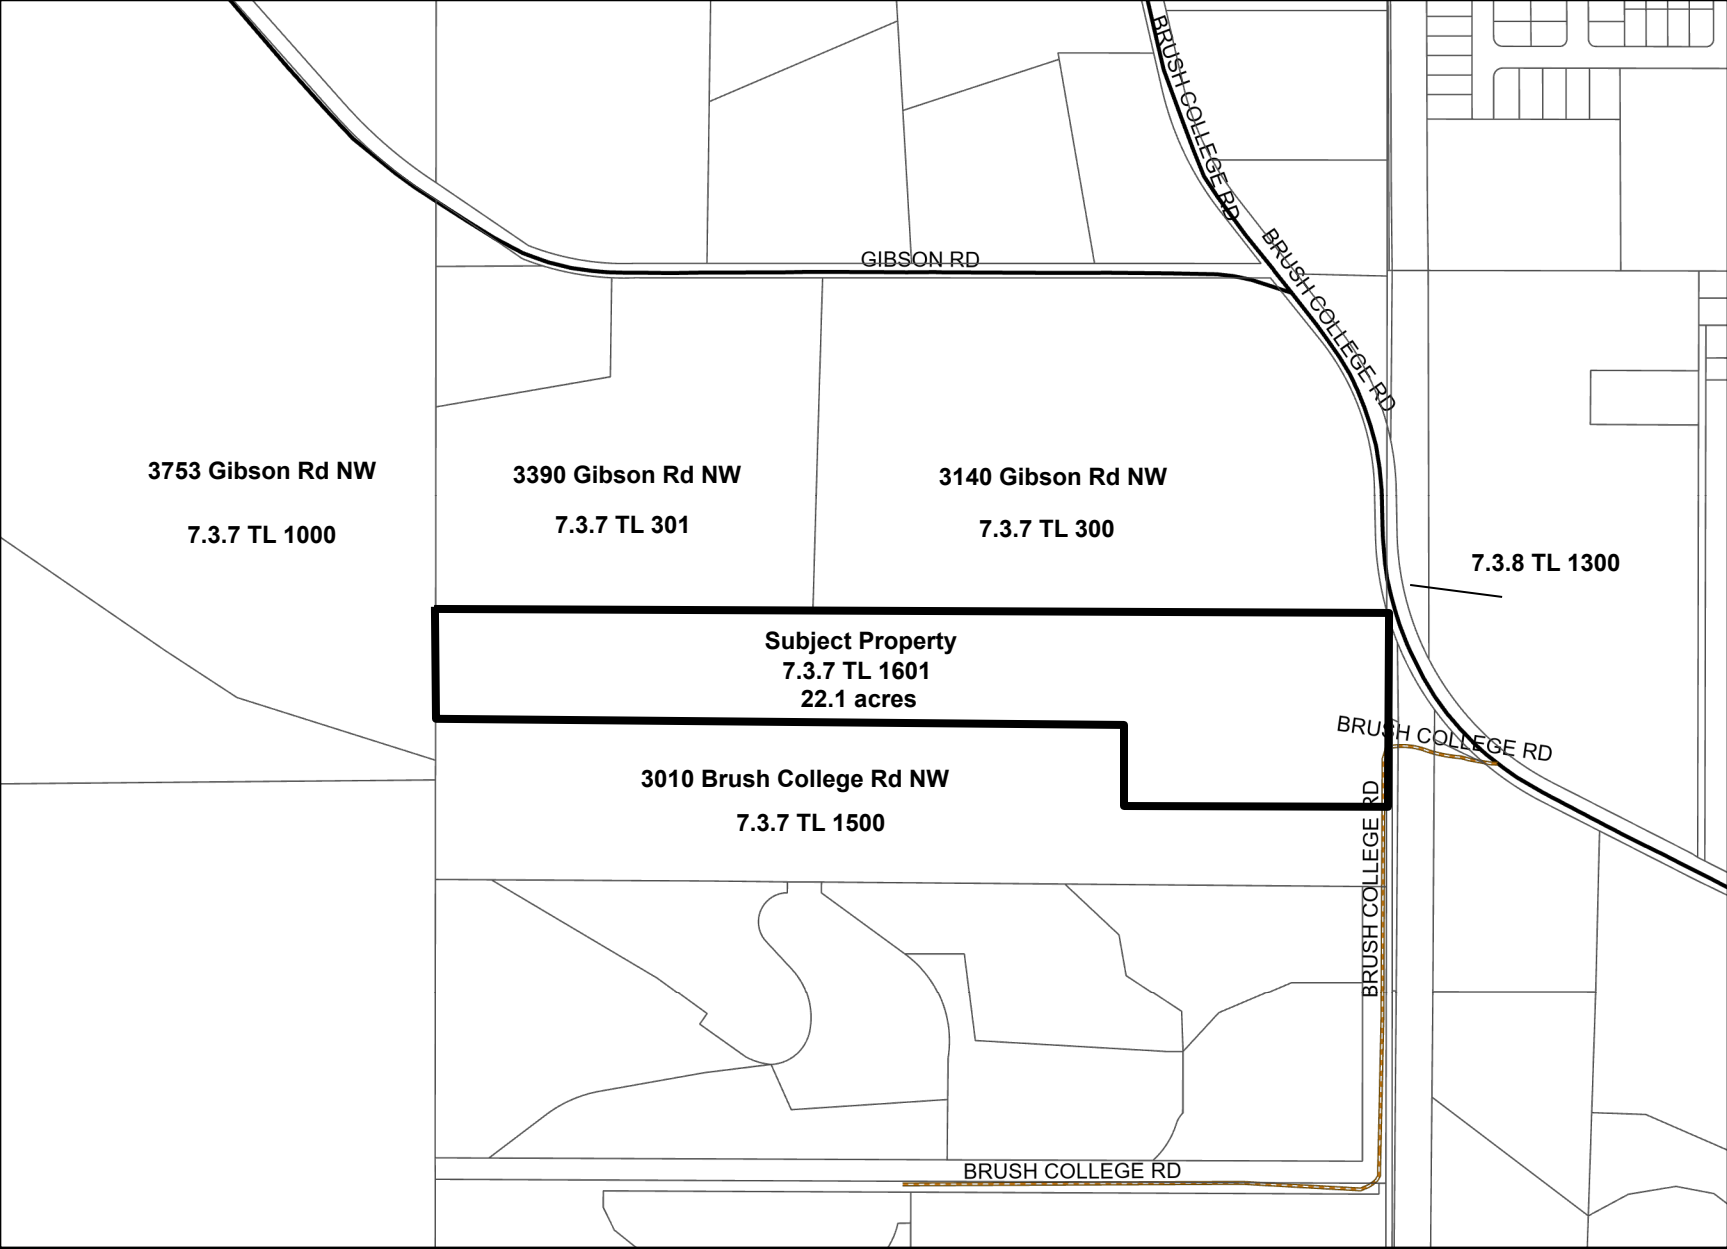 BRUSH COLLEGE RD
GIBSON RD
BRUSH COLLEGE RD
3753 Gibson Rd NW
7.3.7 TL 1000
3390 Gibson Rd NW
7.3.7 TL 301
3140 Gibson Rd NW
7.3.7 TL 300
7.3.8 TL 1300
Subject Property
7.3.7 TL 1601
22.1 acres
BRUSH COLLEGE RD
3010 Brush College Rd NW
7.3.7 TL 1500
BRUSH COLLEGE RD
BRUSH COLLEGE RD